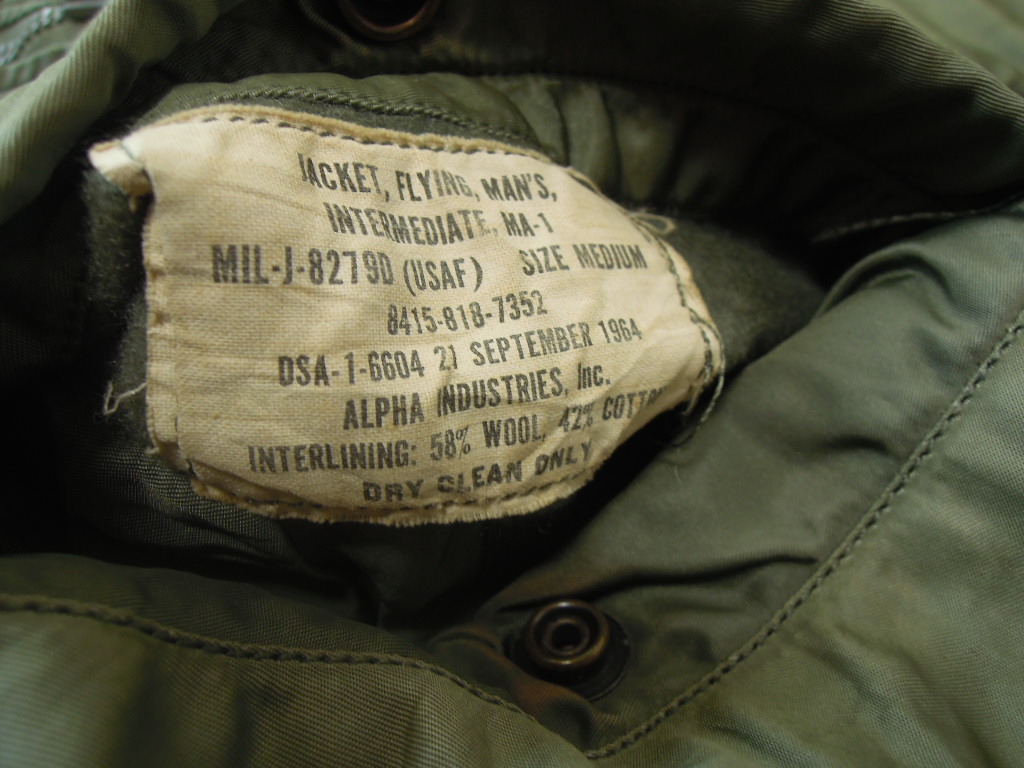 JACKET, FLYING, MAN'S,
INTERMEDIATE, MA-1
MIL-J-8279D (USAF) SIZE MEDIUM
8415-818-7352
DSA-1-6604 21 SEPTEMBER 1964
ALPHA INDUSTRIES, Inc.
INTERLINING: 58% WOOL, 42% COTTO
DRY CLEAN ONLY